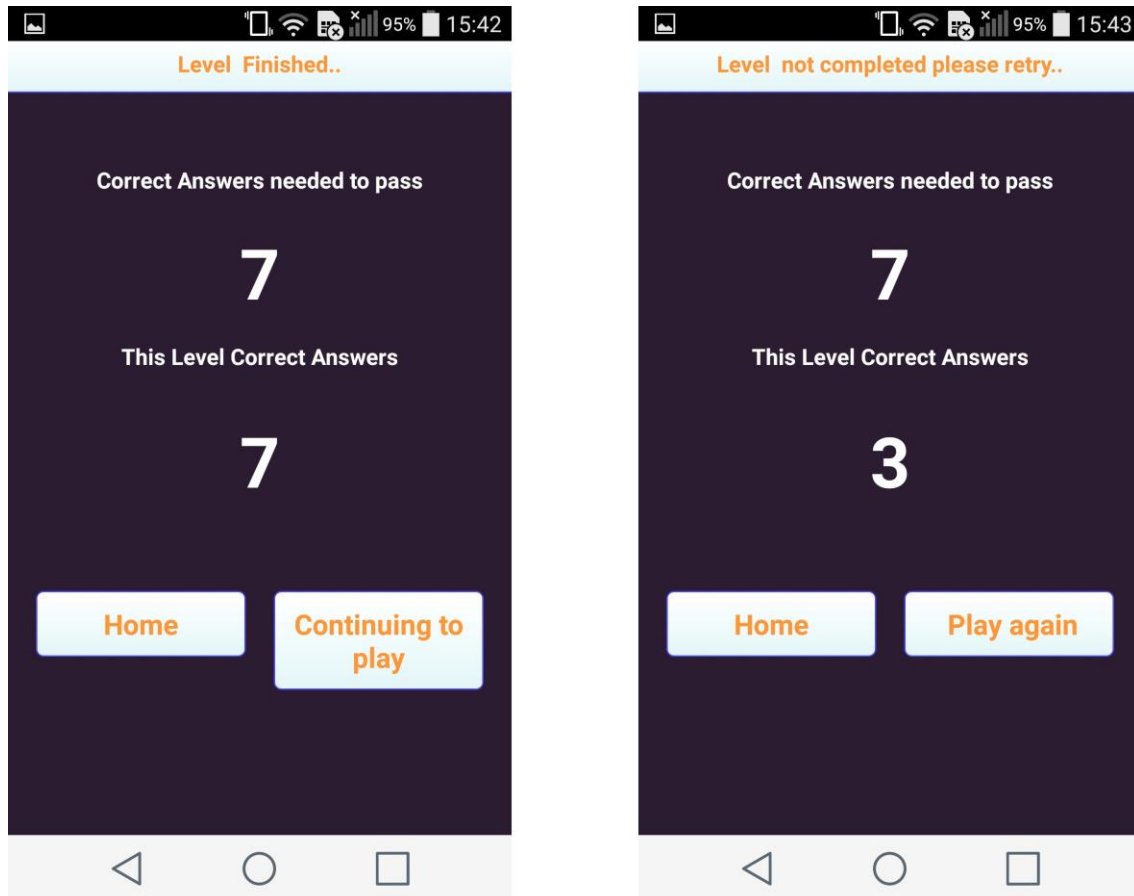 95% 15:42
Level Finished..
Correct Answers needed to pass
7
This Level Correct Answers
7
Home
Continuing to
play
95% 15:43
Level not completed please retry..
Correct Answers needed to pass
7
This Level Correct Answers
3
Home
Play again